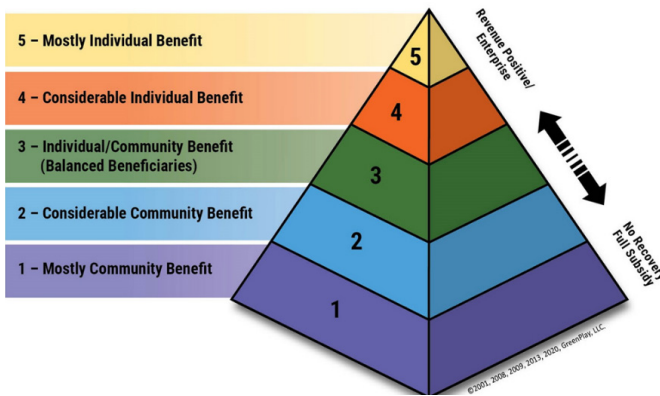 5 – Mostly Individual Benefit
4 – Considerable Individual Benefit
3 – Individual/Community Benefit
(Balanced Beneficiaries)
2 – Considerable Community Benefit
1 – Mostly Community Benefit
5
4
3
2
1
Revenue Positive/
Enterprise
No Recovery
Full Subsidy
©2001, 2008, 2009, 2013, 2020, GreenPlay, LLC.